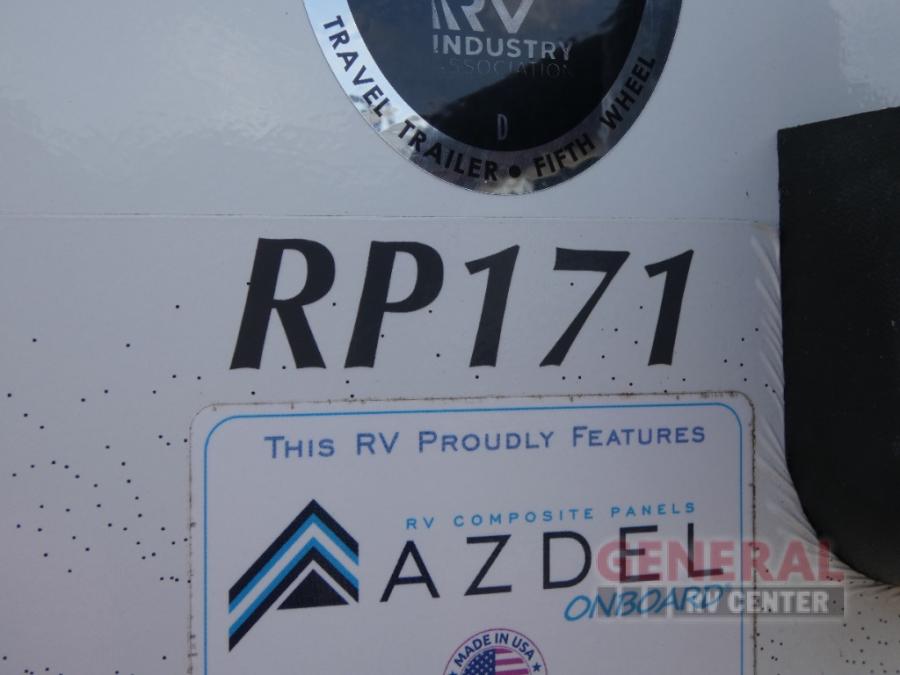 RV
INDUSTRY
ASSOCIATION
D
TRAVEL TRAILER • FIFTH WHEEL
RP171
THIS RV PROUDLY FEATURES
RV COMPOSITE PANELS
AZDEL
ONBOARD
GENERAL
RV CENTER
MADE IN USA